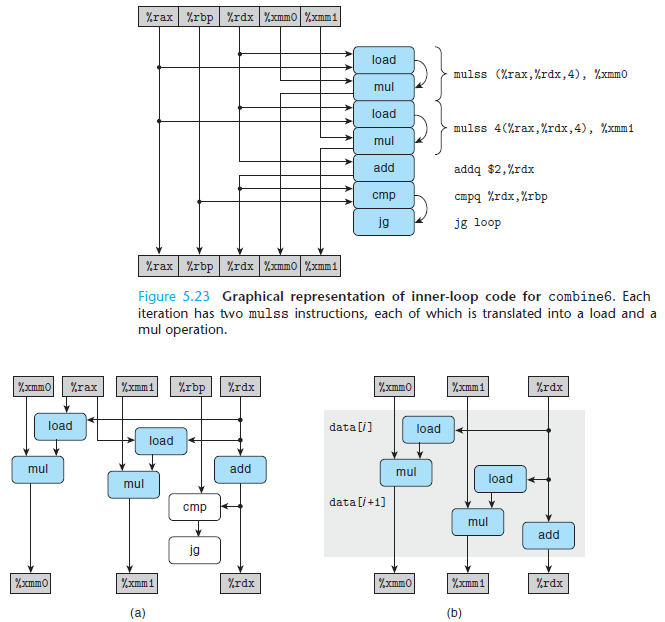 %rax %rbp %rdx %xmm0 %xmm1
load
mul
mulss (%rax,%rdx,4), %xmm0
load
mul
mulss 4(%rax,%rdx,4), %xmm1
add
addq $2,%rdx
cmp
cmpq %rdx,%rbp
jg
jg loop
%rax %rbp %rdx %xmm0 %xmm1
Figure 5.23 Graphical representation of inner-loop code for combine6. Each
iteration has two mulss instructions, each of which is translated into a load and a
mul operation.
%xmm0 %rax %xmm1 %rbp %rdx
load
load
mul
mul
add
cmp
jg
%xmm0 %xmm1 %rdx
(a)
%xmm0 %xmm1 %rdx
data[i]
load
mul
load
data[i+1]
mul
add
%xmm0 %xmm1 %rdx
(b)